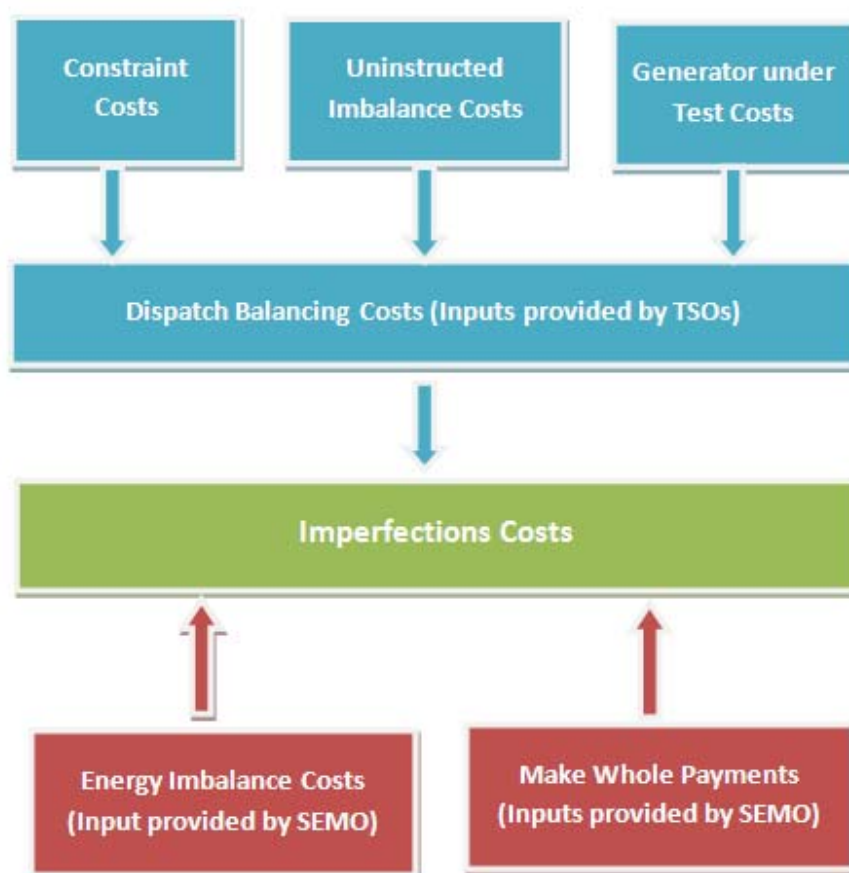 Constraint
Costs
Uninstructed
Imbalance Costs
Generator under
Test Costs
Dispatch Balancing Costs (Inputs provided by TSOs)
Imperfections Costs
Energy Imbalance Costs
(Input provided by SEMO)
Make Whole Payments
(Inputs provided by SEMO)